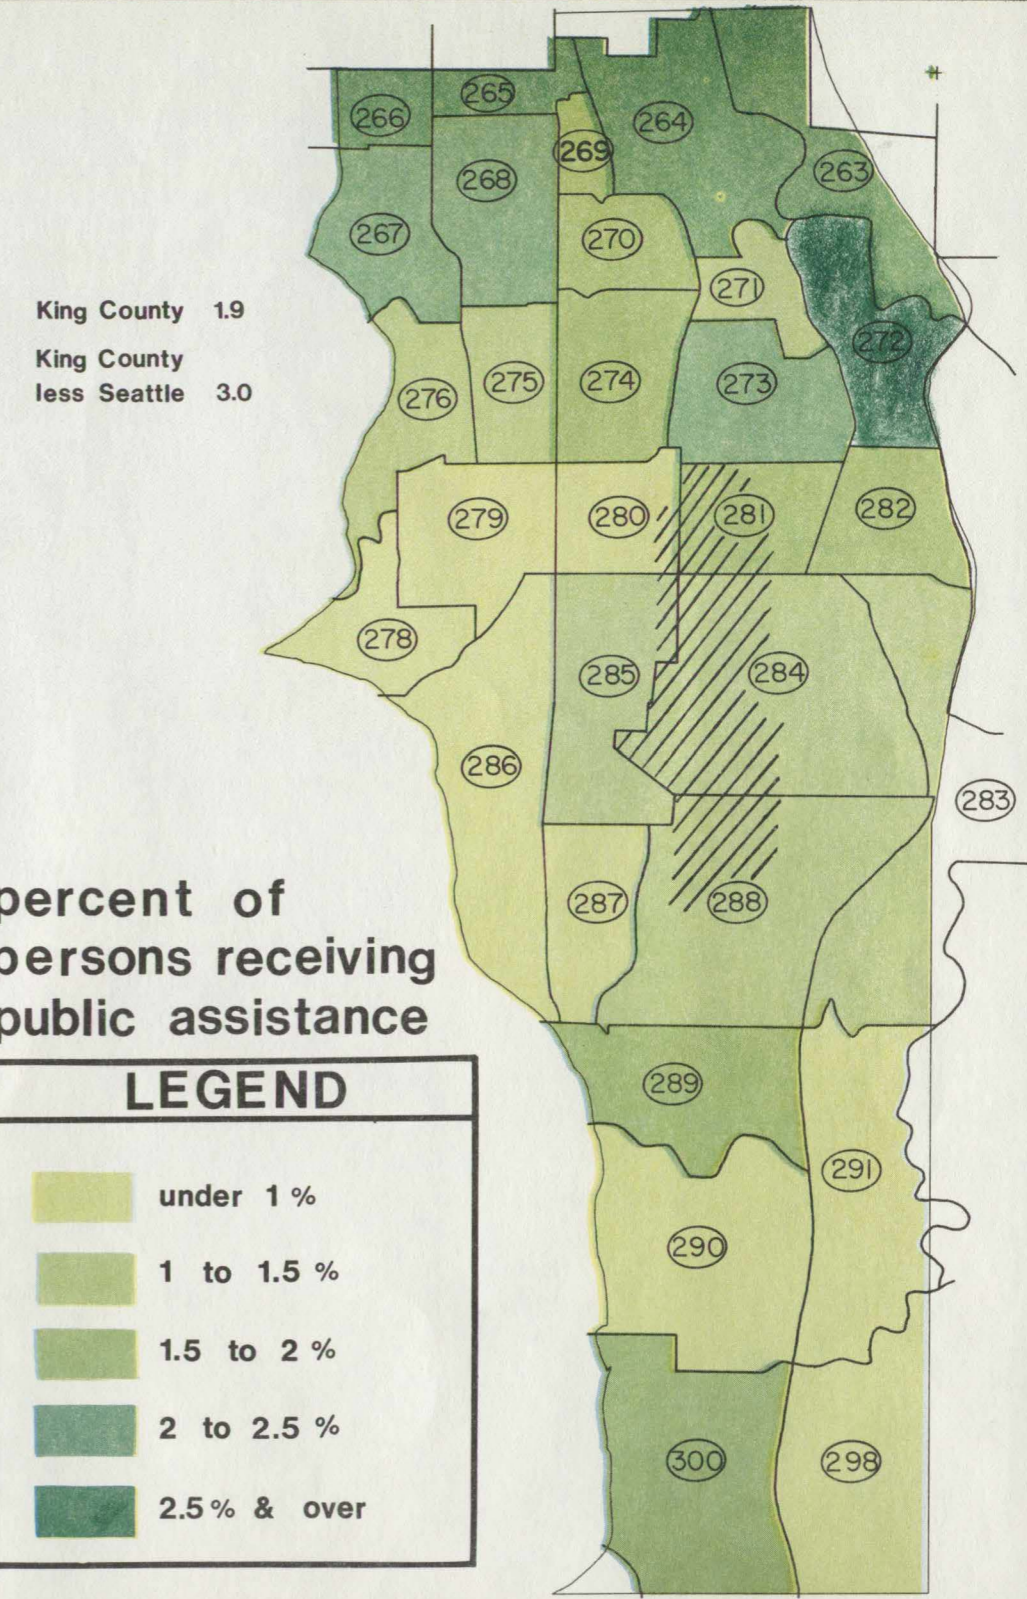 265
266
264
269
263
268
267
270
271
King County 1.9
King County
less Seattle 3.0
272
276
275
274
273
279
280
281
282
278
285
284
286
283
287
288
percent of
persons receiving
public assistance
289
LEGEND
291
under 1 %
290
1 to 1.5 %
1.5 to 2 %
2 to 2.5 %
300
298
2.5 % & over